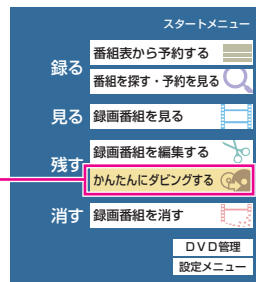 スタートメニュー
録る
番組表から予約する
番組を探す・予約を見る
見る
録画番組を見る
残す
録画番組を編集する
かんたんにダビングする
消す
録画番組を消す
DVD管理
設定メニュー